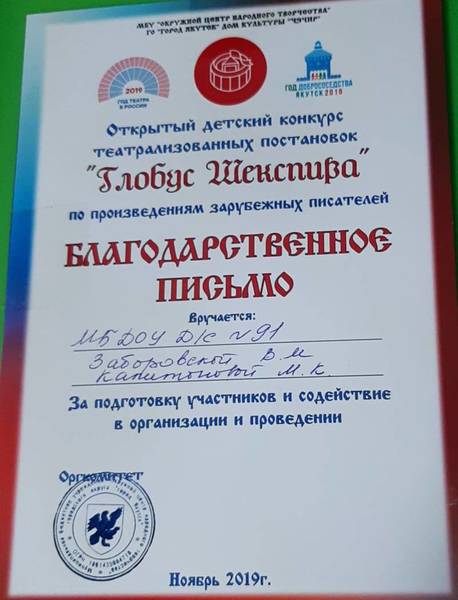 МБУ "ОКРУЖНОЙ ЦЕНТР НАРОДНОГО ТВОРЧЕСТВА"
ГО "ГОРОД ЯКУТСК" ДОМ КУЛЬТУРЫ "ЧЭЧИР"
2019
ГОД ТЕАТРА
В РОССИИ
ГОД ДОБРОСОСЕДСТВА
ЯКУТСК 2019
Открытый детский конкурс
театрализованных постановок
"Глобус Шекспира"
по произведениям зарубежных писателей
БЛАГОДАРСТВЕННОЕ
ПИСЬМО
Вручается:
МБДОУ Д/с №91
Заборовской В.М
Капитоновой М.К.
За подготовку участников и содействие
в организации и проведении
Оргкомитет
Ноябрь 2019г.